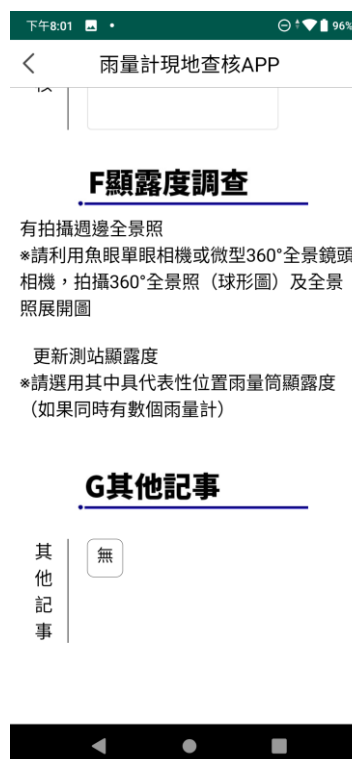 下午8:01
96%
雨量計現地查核APP
F顯露度調查
有拍攝週邊全景照
※請利用魚眼單眼相機或微型360°全景鏡頭
相機，拍攝360°全景照（球形圖）及全景
照展開圖
更新測站顯露度
※請選用其中具代表性位置雨量筒顯露度
（如果同時有數個雨量計）
G其他記事
其他記事
無